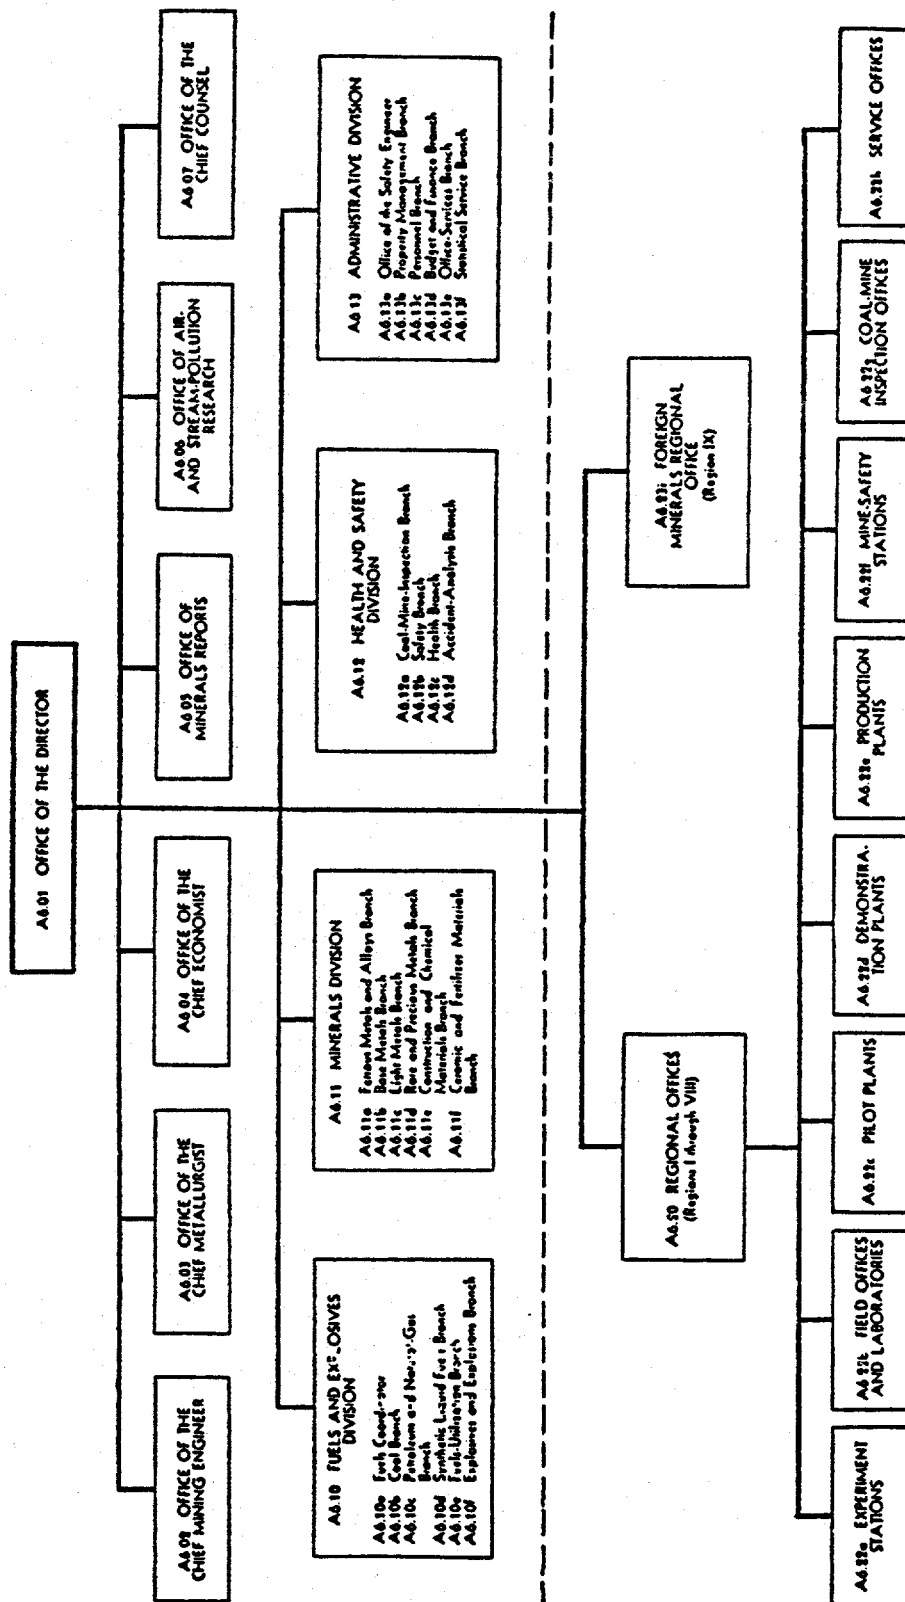 A6.01 OFFICE OF THE DIRECTOR
A6.02 OFFICE OF THE
CHIEF MINING ENGINEER
A6.03 OFFICE OF THE
CHIEF METALLURGIST
A6.04 OFFICE OF THE
CHIEF ECONOMIST
A6.05 OFFICE OF
MINERALS REPORTS
A6.06 OFFICE OF AIR-
AND STREAM-POLLUTION
RESEARCH
A6.07 OFFICE OF THE
CHIEF COUNSEL
A6.10 FUELS AND EXPLOSIVES
DIVISION
A6.10a Fuels Coordinator
A6.10b Coal Branch
A6.10c Petroleum and Natural-Gas
Branch
A6.10d Synthetic Liquid Fuels Branch
A6.10e Fuels-Utilization Branch
A6.10f Explosives and Explosions Branch
A6.11 MINERALS DIVISION
A6.11a Ferrous Metals and Alloys Branch
A6.11b Base Metals Branch
A6.11c Light Metals Branch
A6.11d Rare and Precious Metals Branch
A6.11e Construction and Chemical
Materials Branch
A6.11f Ceramic and Fertilizer Materials
Branch
A6.12 HEALTH AND SAFETY
DIVISION
A6.12a Coal-Mine-Inspection Branch
A6.12b Safety Branch
A6.12c Health Branch
A6.12d Accident-Analysis Branch
A6.13 ADMINISTRATIVE DIVISION
A6.13a Office of the Safety Engineer
A6.13b Property Management Branch
A6.13c Personnel Branch
A6.13d Budget and Finance Branch
A6.13e Office-Services Branch
A6.13f Statistical Service Branch
A6.20 REGIONAL OFFICES
(Regions I through VIII)
A6.23i FOREIGN
MINERALS REGIONAL
OFFICE
(Region IX)
A6.22a EXPERIMENT
STATIONS
A6.22b FIELD OFFICES
AND LABORATORIES
A6.22c PILOT PLANTS
A6.22d DEMONSTRA-
TION PLANTS
A6.22e PRODUCTION
PLANTS
A6.22f MINE-SAFETY
STATIONS
A6.22g COAL-MINE
INSPECTION OFFICES
A6.22h SERVICE OFFICES